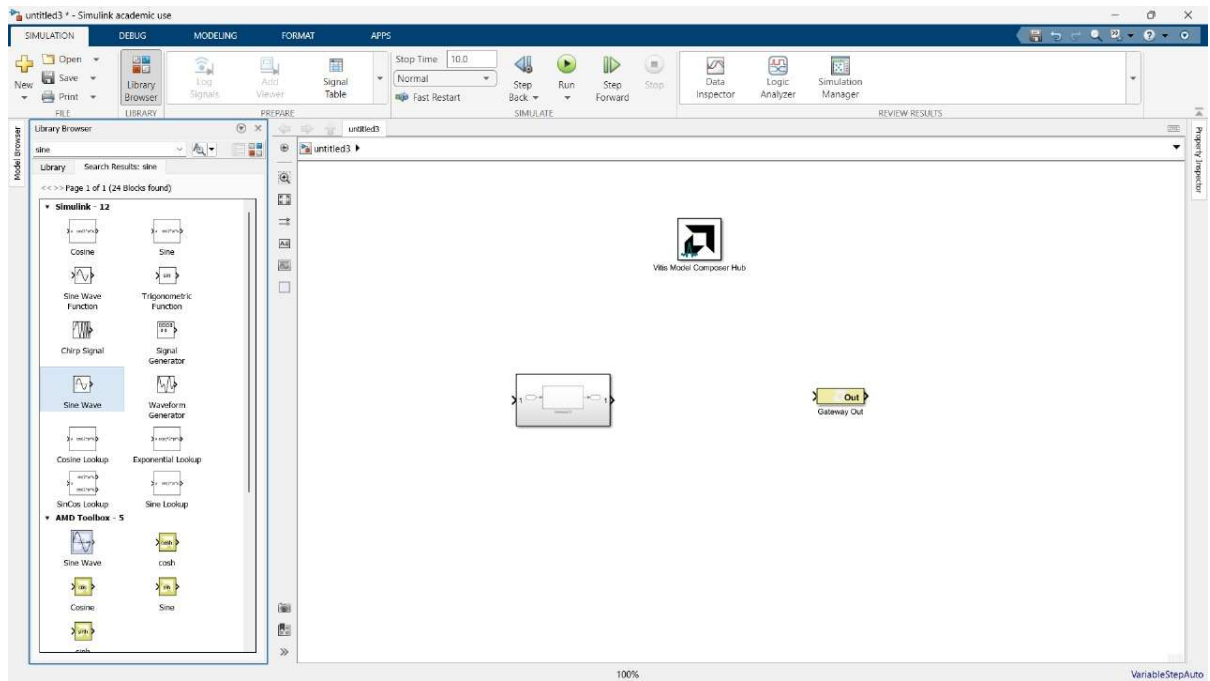 untitled3 * - Simulink academic use
SIMULATION DEBUG MODELING FORMAT APPS
New
Open
Save
Print
FILE
Library Browser
LIBRARY
Log Signals
Add Viewer
Signal Table
PREPARE
Stop Time 10.0
Normal
Fast Restart
Step Back
Run
Step Forward
Stop
SIMULATE
Data Inspector
Logic Analyzer
Simulation Manager
REVIEW RESULTS
Model Browser
Library Browser
sine
Library Search Results: sine
<< >> Page 1 of 1 (24 Blocks found)
Simulink - 12
Cosine Sine
Sine Wave Function
Trigonometric Function
Chirp Signal
Signal Generator
Sine Wave
Waveform Generator
Cosine Lookup Exponential Lookup
SinCos Lookup Sine Lookup
AMD Toolbox - 5
Sine Wave cosh
Cosine Sine
sinh
untitled3
untitled3
Vitis Model Composer Hub
1 1
Out
Gateway Out
Property Inspector
100%
VariableStepAuto